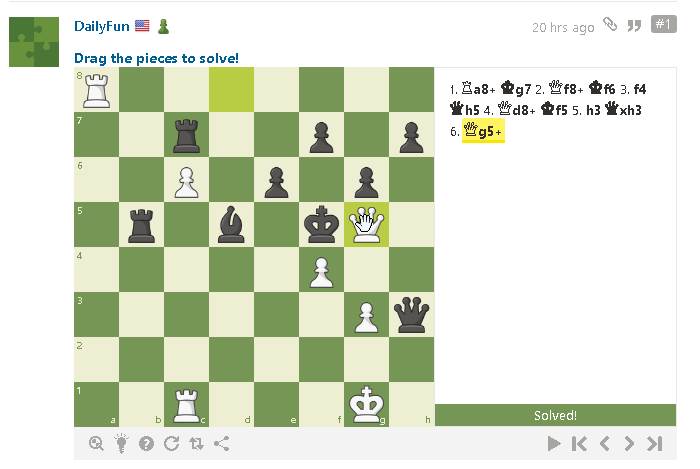 DailyFun
20 hrs ago
#1
Drag the pieces to solve!
8
7
6
5
4
3
2
1
a b c d e f g h
1. ♖a8+ ♚g7 2. ♕f8+ ♚f6 3. f4
♛h5 4. ♕d8+ ♚f5 5. h3 ♛xh3
6. ♕g5+
Solved!